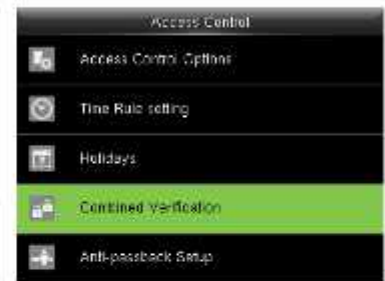 Access Control
Access Control Options
Time Rule setting
Holidays
Combined Verification
Anti-passback Setup